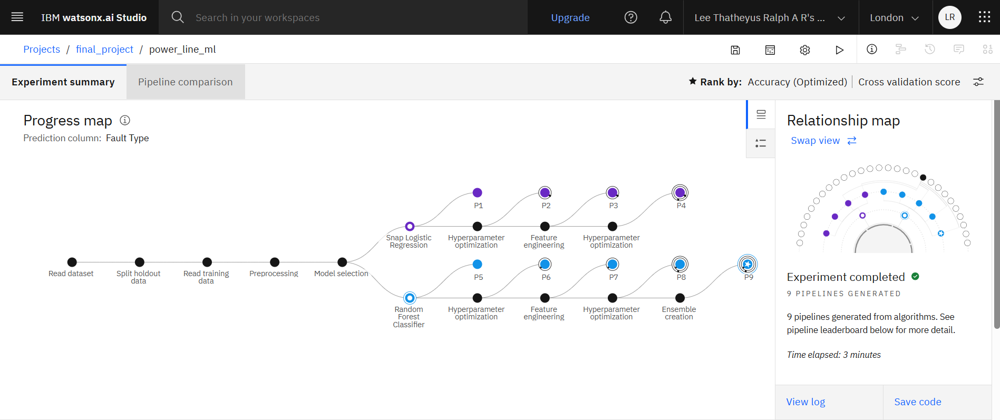 IBM watsonx.ai Studio
Search in your workspaces
Upgrade
Lee Thatheyus Ralph A R's ...
London
LR
Projects / final_project / power_line_ml
Experiment summary
Pipeline comparison
Rank by: Accuracy (Optimized) | Cross validation score
Progress map
Prediction column: Fault Type
P1
P2
P3
P4
Snap Logistic
Regression
Hyperparameter
optimization
Feature
engineering
Hyperparameter
optimization
Read dataset
Split holdout
data
Read training
data
Preprocessing
Model selection
P5
P6
P7
P8
P9
Random
Forest
Classifier
Hyperparameter
optimization
Feature
engineering
Hyperparameter
optimization
Ensemble
creation
Relationship map
Swap view
Experiment completed
9 PIPELINES GENERATED
9 pipelines generated from algorithms. See
pipeline leaderboard below for more detail.
Time elapsed: 3 minutes
View log
Save code